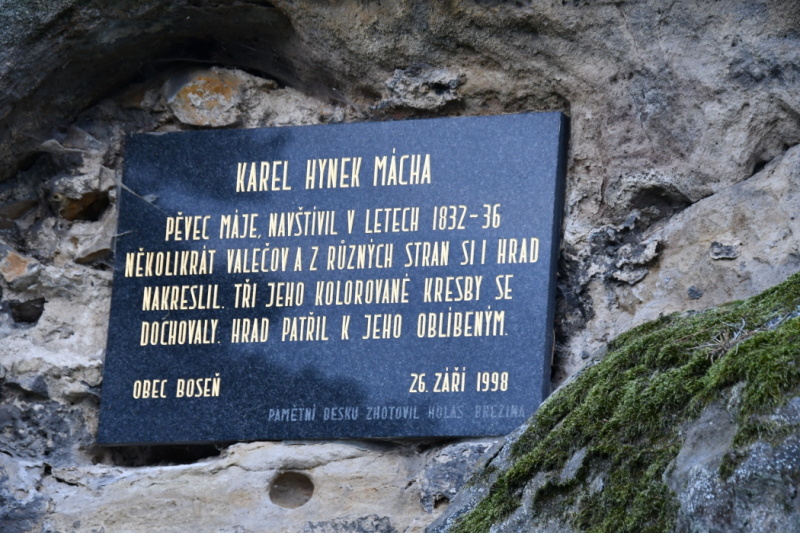 KAREL HYNEK MÁCHA
PĚVEC MÁJE, NAVŠTÍVIL V LETECH 1832-36
NĚKOLIKRÁT VALEČOV A Z RŮZNÝCH STRAN SI I HRAD
NAKRESLIL. TŘI JEHO KOLOROVANÉ KRESBY SE
DOCHOVALY. HRAD PATŘIL K JEHO OBLÍBENÝM.
OBEC BOSEŇ 26. ZÁŘÍ 1998
PAMĚTNÍ DESKU ZHOTOVIL HOLAS BŘEZINA